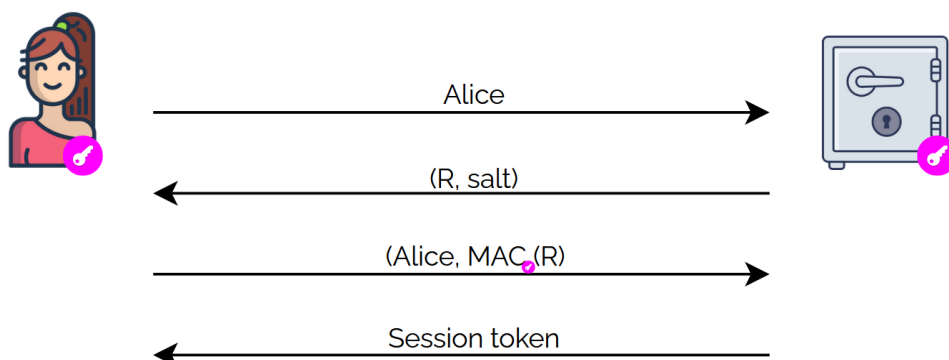 Alice
(R, salt)
(Alice, MAC (R)
Session token